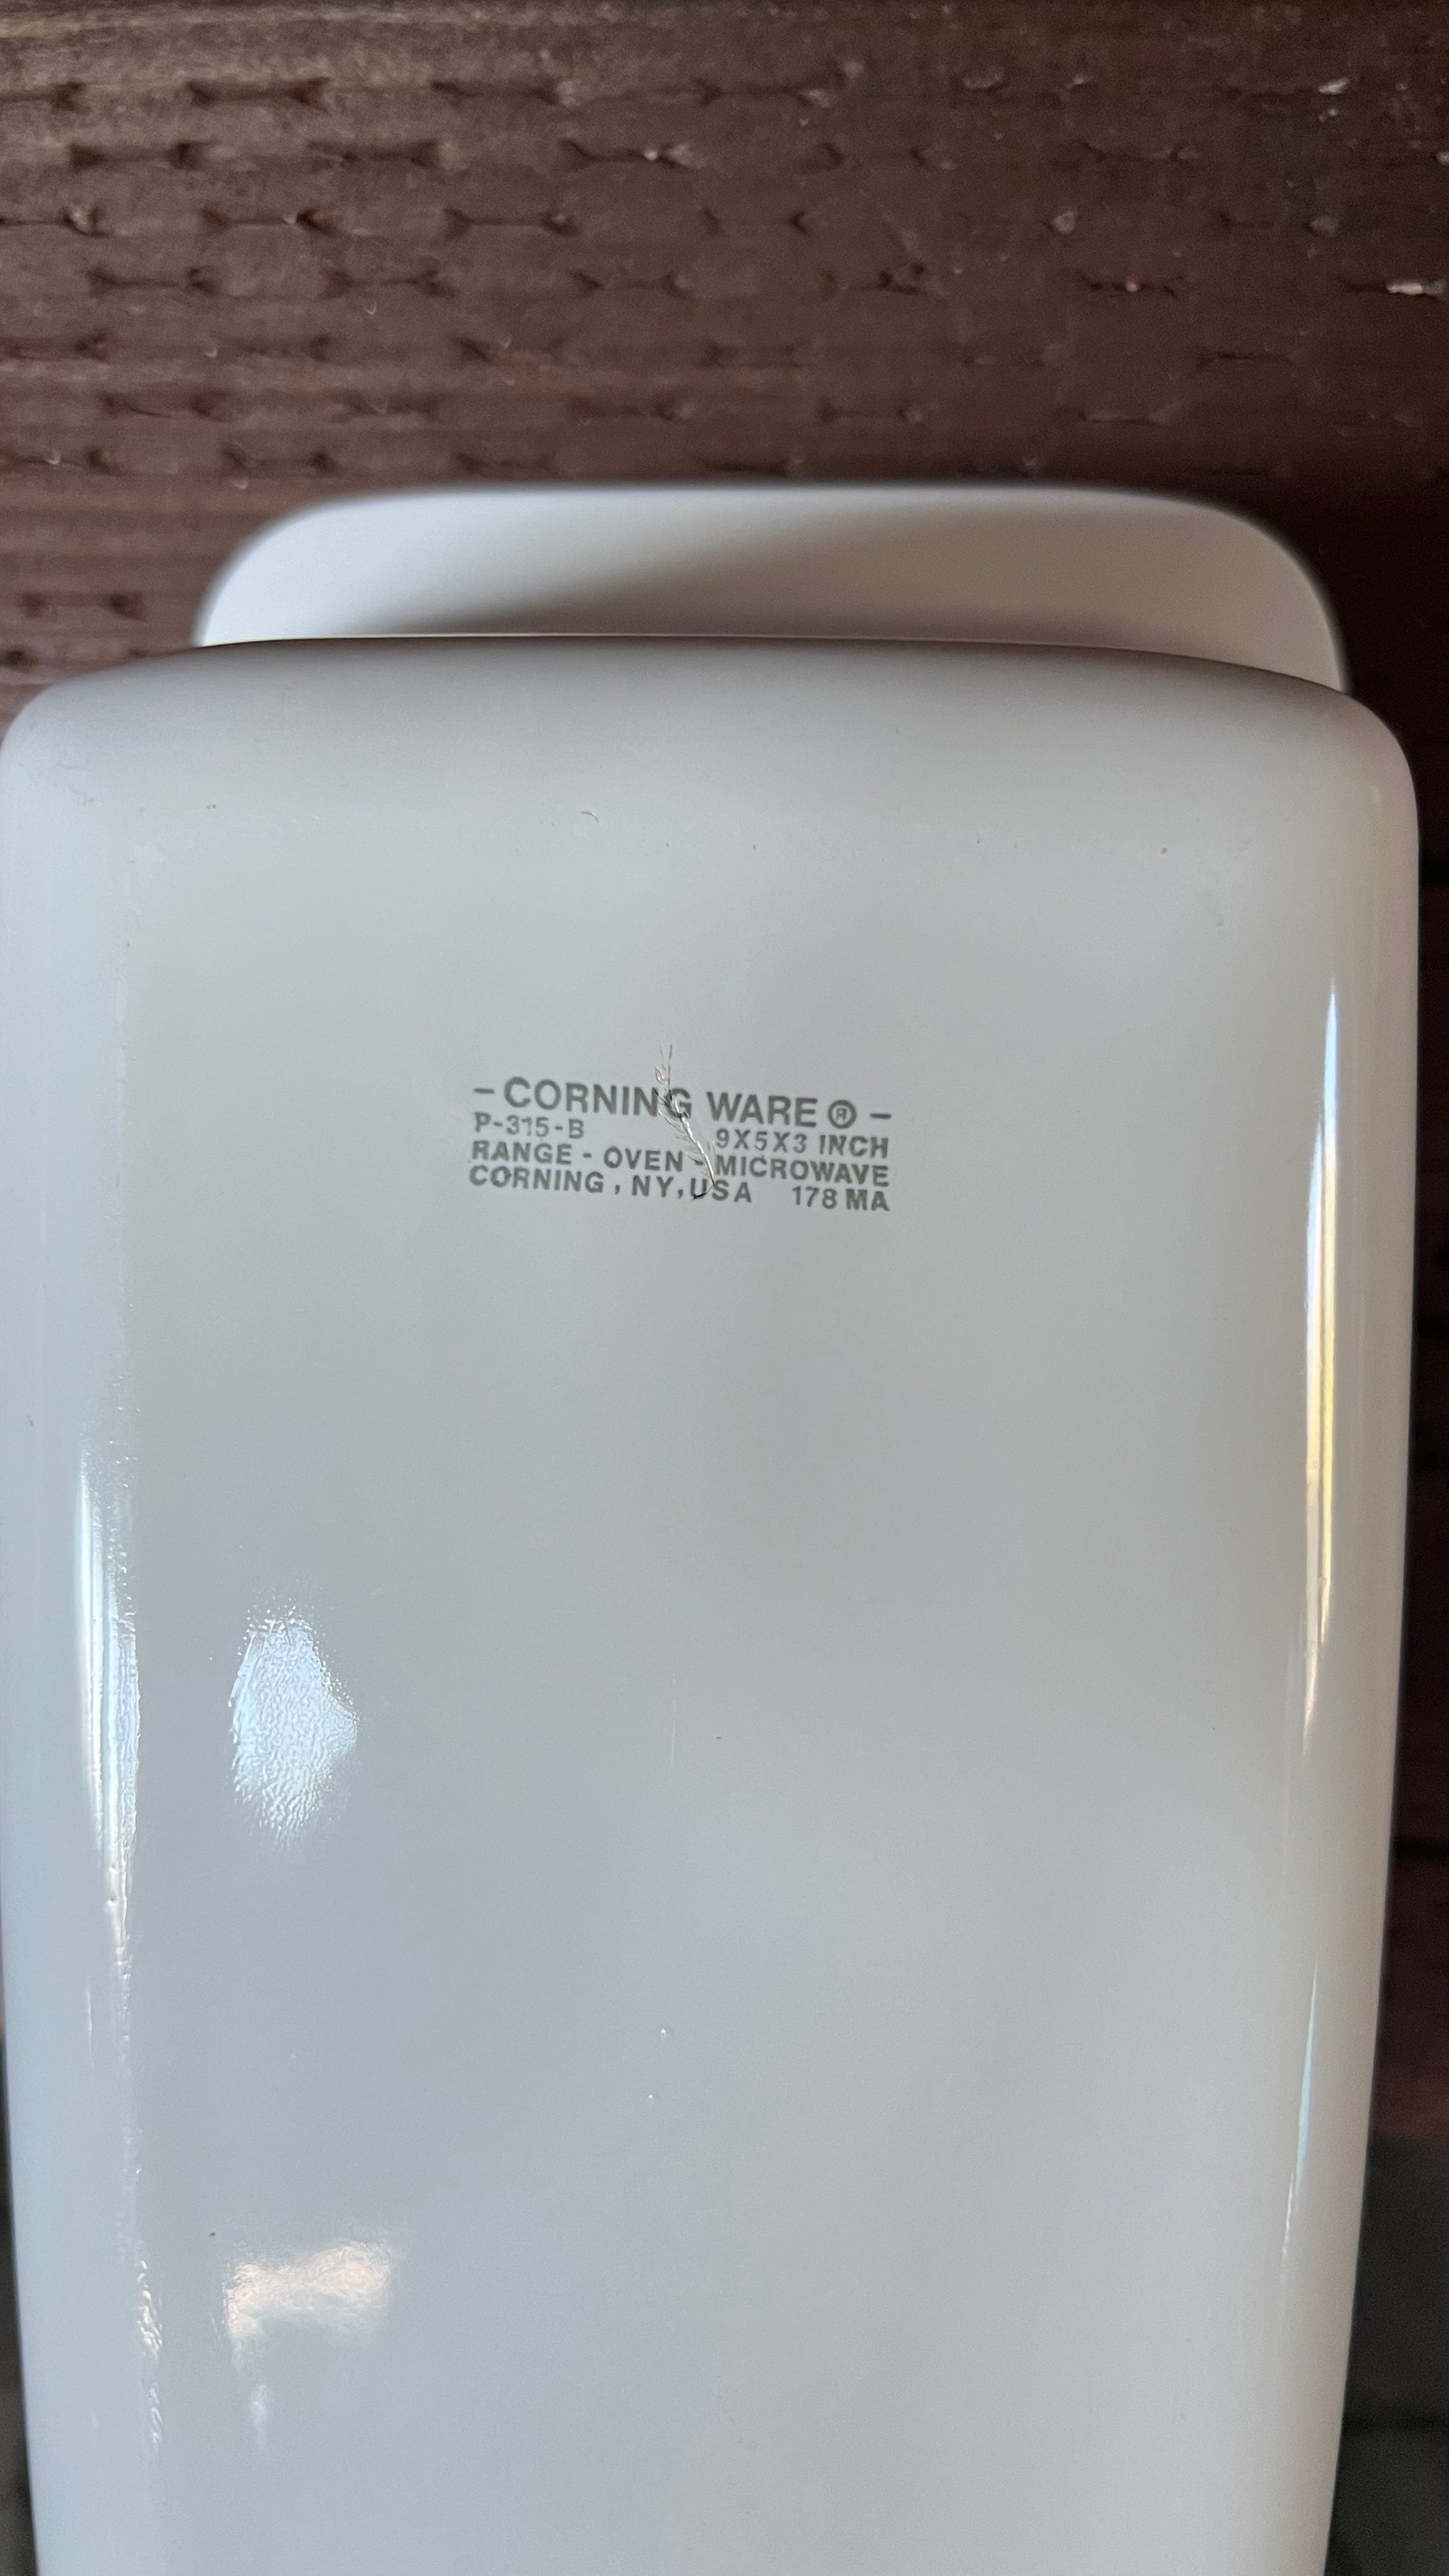 - CORNING WARE ® -
P-315-B 9X5X3 INCH
RANGE - OVEN - MICROWAVE
CORNING, NY, USA 178 MA